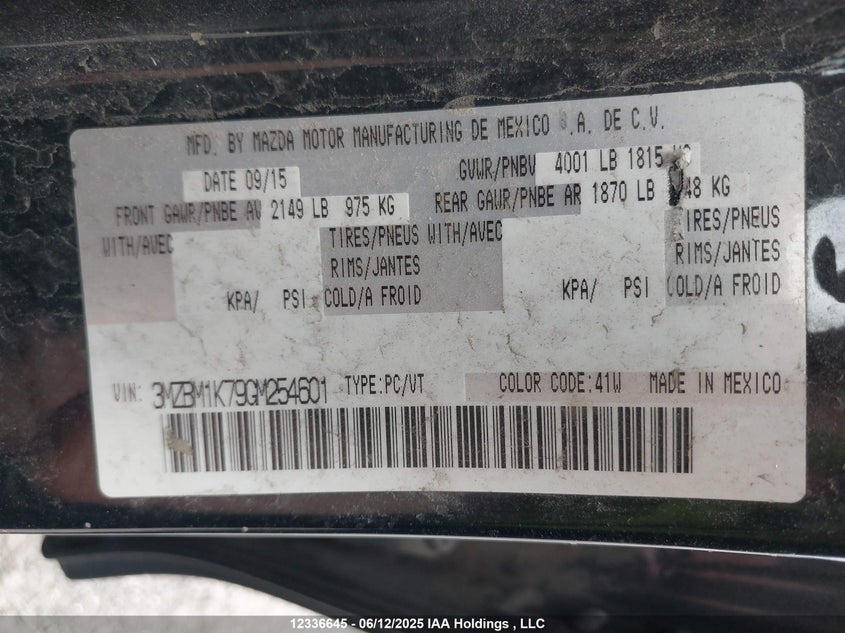 MFD. BY MAZDA MOTOR MANUFACTURING DE MEXICO S.A. DE C.V.
DATE 09/15 GVWR/PNBV 4001 LB 1815 KG
FRONT GAWR/PNBE AV 2149 LB 975 KG REAR GAWR/PNBE AR 1870 LB 48 KG
WITH/AVEC TIRES/PNEUS WITH/AVEC TIRES/PNEUS
RIMS/JANTES RIMS/JANTES
KPA/ PSI COLD/A FROID KPA/ PSI COLD/A FROID
VIN: 3MZBM1K79GM254601 TYPE:PC/VT COLOR CODE:41W MADE IN MEXICO
12336645 - 06/12/2025 IAA Holdings , LLC